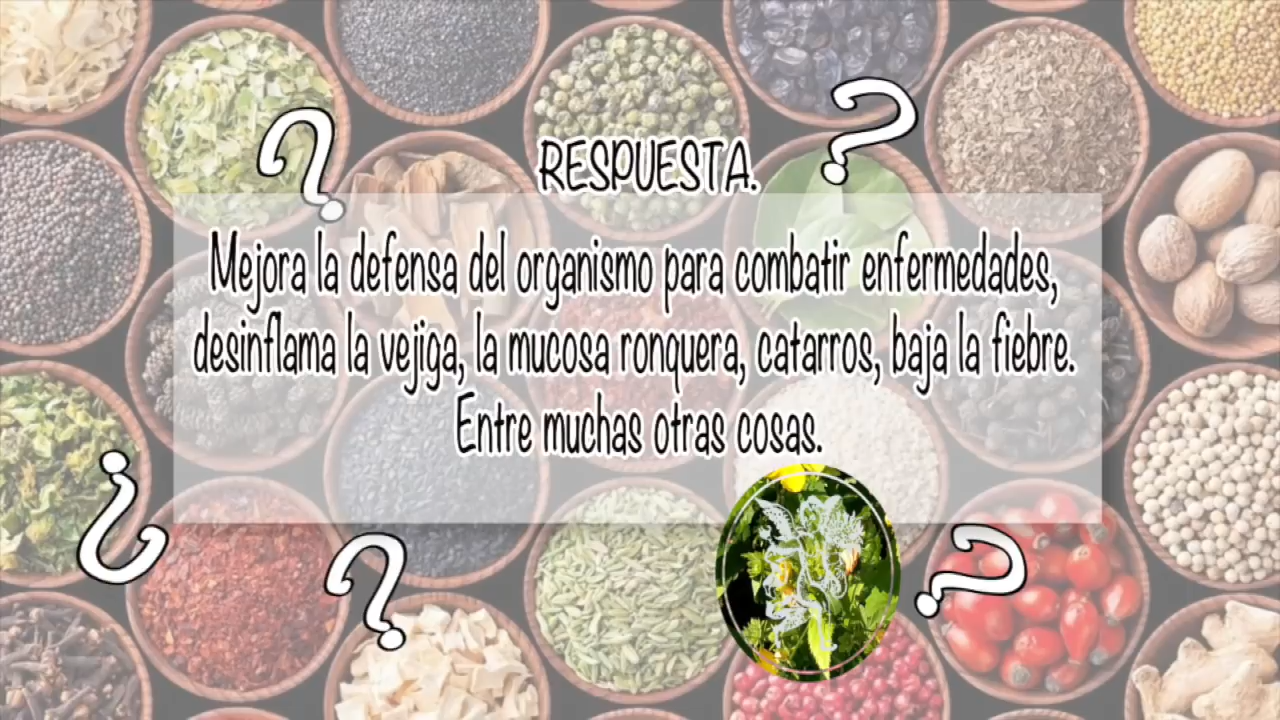 RESPUESTA.
Mejora la defensa del organismo para combatir enfermedades,
desinflama la vejiga, la mucosa ronquera, catarros, baja la fiebre.
Entre muchas otras cosas.